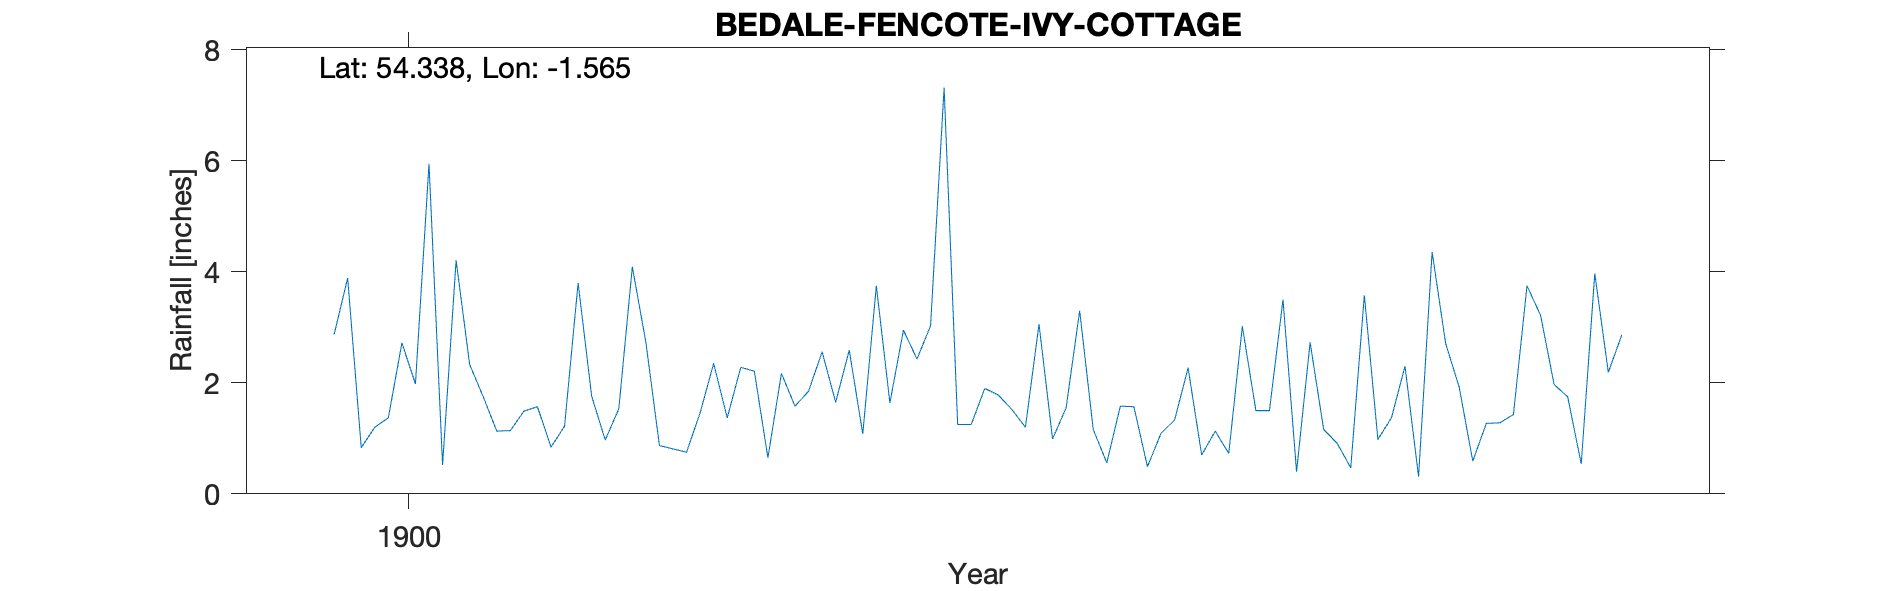 BEDALE-FENCOTE-IVY-COTTAGE
Lat: 54.338, Lon: -1.565
8
6
4
2
0
Rainfall [inches]
1900
Year